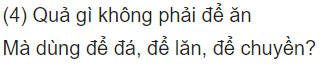 (4) Quả gì không phải để ăn
Mà dùng để đá, để lăn, để chuyền?